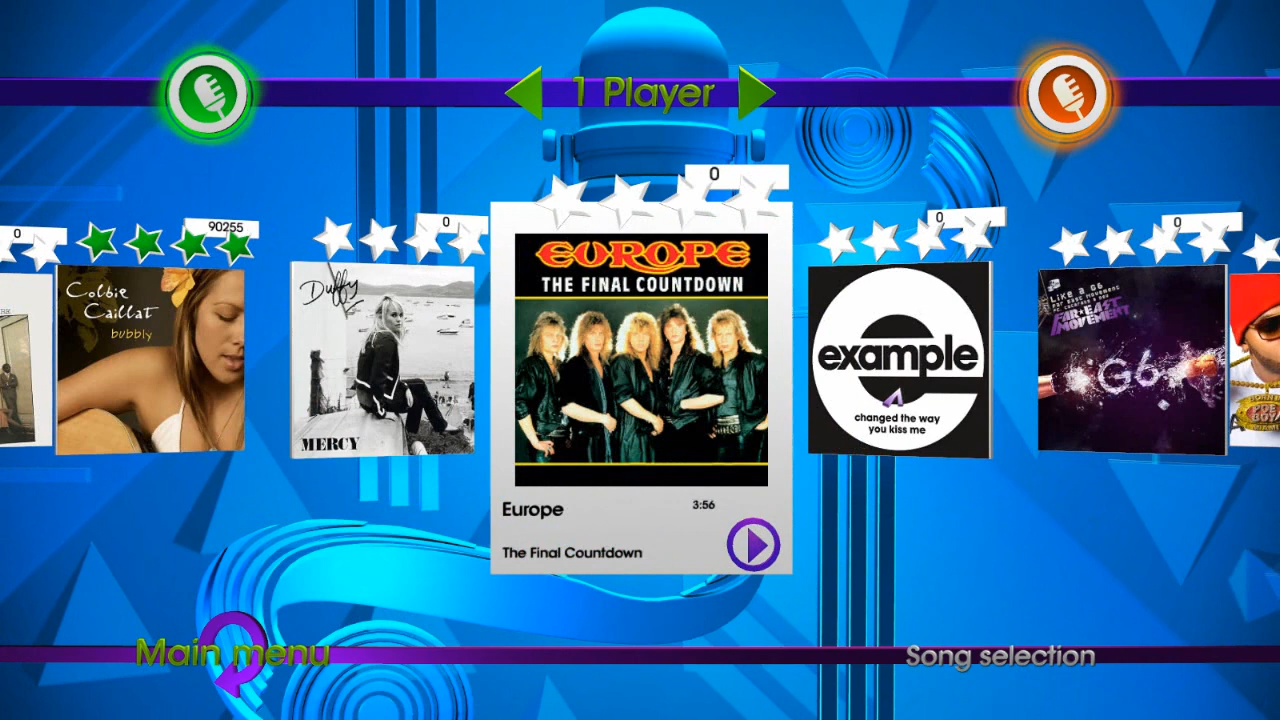 1 Player
0
0
90255
0
0
0
Colbie
Caillat
bubbly
Duffy
MERCY
EUROPE
THE FINAL COUNTDOWN
example
changed the way
you kiss me
Like a G6
FAR★EAST
MOVEMENT
G6
Europe
3:56
The Final Countdown
Main menu
Song selection